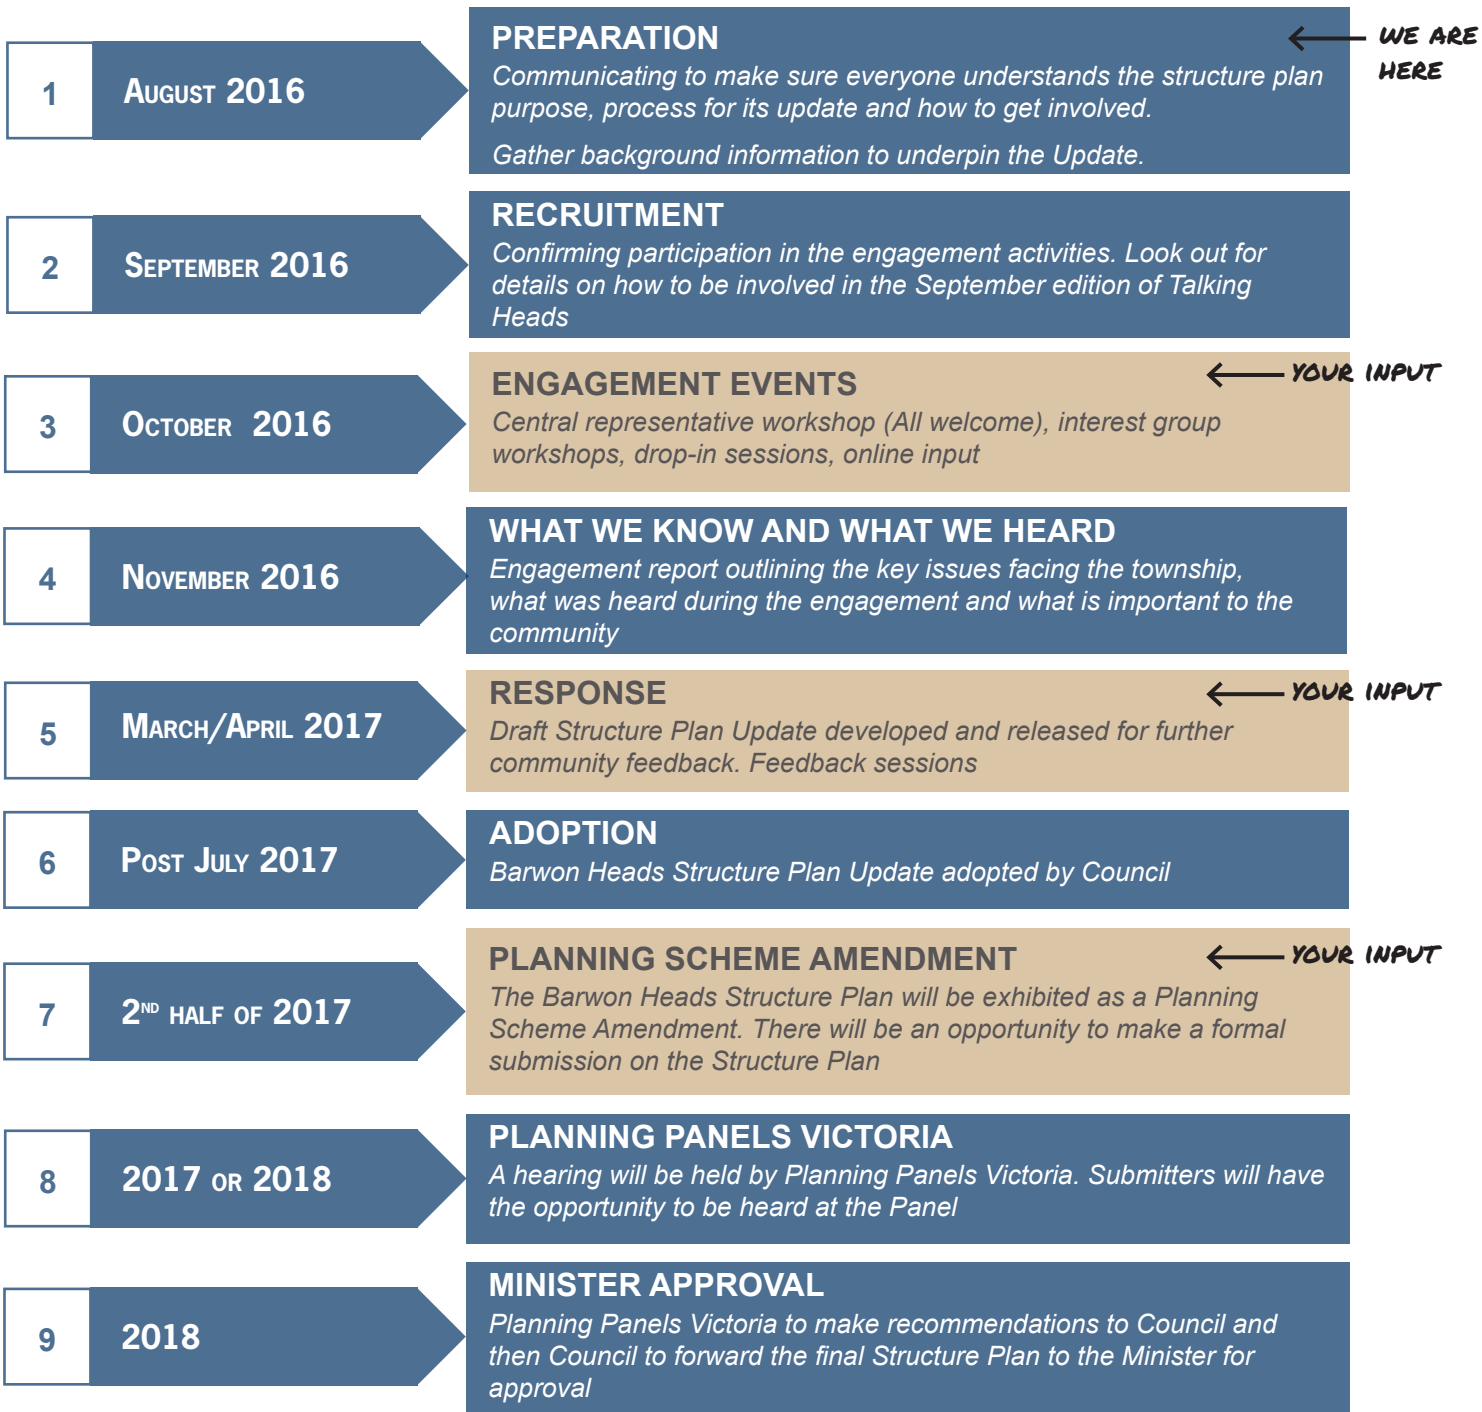 PREPARATION
WE ARE
HERE
1
August 2016
Communicating to make sure everyone understands the structure plan
purpose, process for its update and how to get involved.
Gather background information to underpin the Update.
RECRUITMENT
2
September 2016
Confirming participation in the engagement activities. Look out for
details on how to be involved in the September edition of Talking
Heads
ENGAGEMENT EVENTS
YOUR INPUT
3
October 2016
Central representative workshop (All welcome), interest group
workshops, drop-in sessions, online input
WHAT WE KNOW AND WHAT WE HEARD
4
November 2016
Engagement report outlining the key issues facing the township,
what was heard during the engagement and what is important to the
community
RESPONSE
YOUR INPUT
5
March/April 2017
Draft Structure Plan Update developed and released for further
community feedback. Feedback sessions
ADOPTION
6
Post July 2017
Barwon Heads Structure Plan Update adopted by Council
PLANNING SCHEME AMENDMENT
YOUR INPUT
7
2nd half of 2017
The Barwon Heads Structure Plan will be exhibited as a Planning
Scheme Amendment. There will be an opportunity to make a formal
submission on the Structure Plan
PLANNING PANELS VICTORIA
8
2017 or 2018
A hearing will be held by Planning Panels Victoria. Submitters will have
the opportunity to be heard at the Panel
MINISTER APPROVAL
9
2018
Planning Panels Victoria to make recommendations to Council and
then Council to forward the final Structure Plan to the Minister for
approval